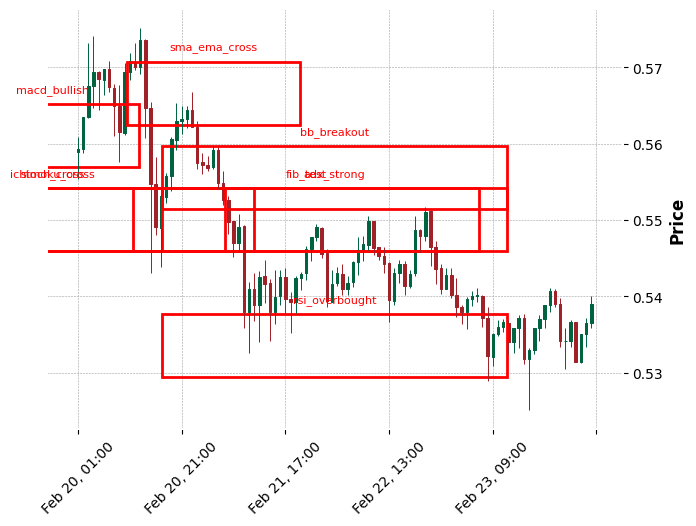 sma_ema_cross
0.57
macd_bullish
bb_breakout
0.56
fib_test
0.55
Price
0.54
rsi_overbought
0.53
Feb 20, 01:00
Feb 20, 21:00
Feb 21, 17:00
Feb 22, 13:00
Feb 23, 09:00